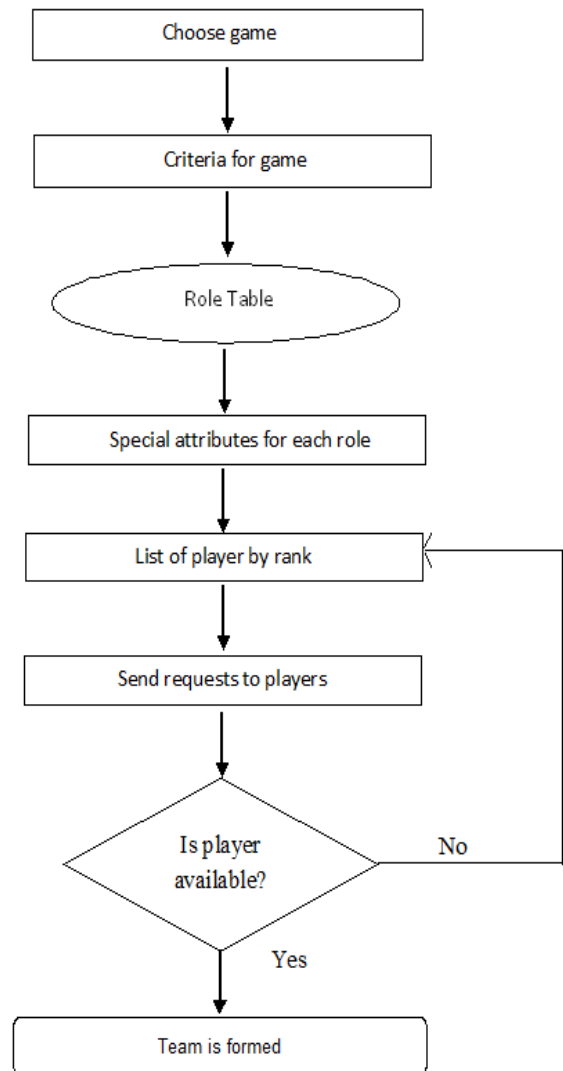 Choose game
Criteria for game
Role Table
Special attributes for each role
List of player by rank
Send requests to players
Is player
available?
No
Yes
Team is formed